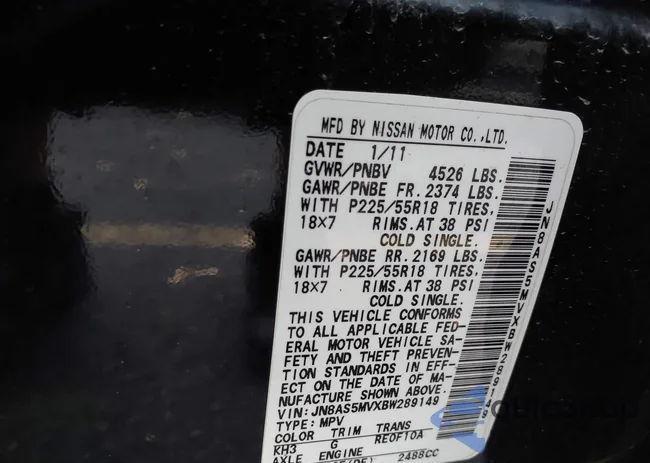 MFD BY NISSAN MOTOR CO.,LTD.
DATE 1/11
GVWR/PNBV 4526 LBS.
GAWR/PNBE FR. 2374 LBS.
WITH P225/55R18 TIRES,
18X7 RIMS.AT 38 PSI
COLD SINGLE.
GAWR/PNBE RR. 2169 LBS.
WITH P225/55R18 TIRES,
18X7 RIMS.AT 38 PSI
COLD SINGLE.
THIS VEHICLE CONFORMS
TO ALL APPLICABLE FED-
ERAL MOTOR VEHICLE SA-
FETY AND THEFT PREVEN-
TION STANDARDS IN EFF-
ECT ON THE DATE OF MA-
NUFACTURE SHOWN ABOVE.
VIN: JN8AS5MVXBW289149
TYPE: MPV
COLOR TRIM TRANS
KH3 G RE0F10A
AXLE ENGINE
2488CC
JN8AS5MVXBW289149